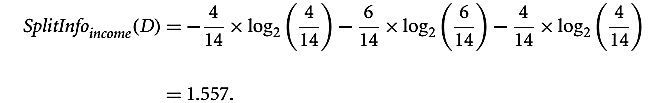 SplitInfo_income(D) = −4/14 × log₂(4/14) − 6/14 × log₂(6/14) − 4/14 × log₂(4/14)
= 1.557.